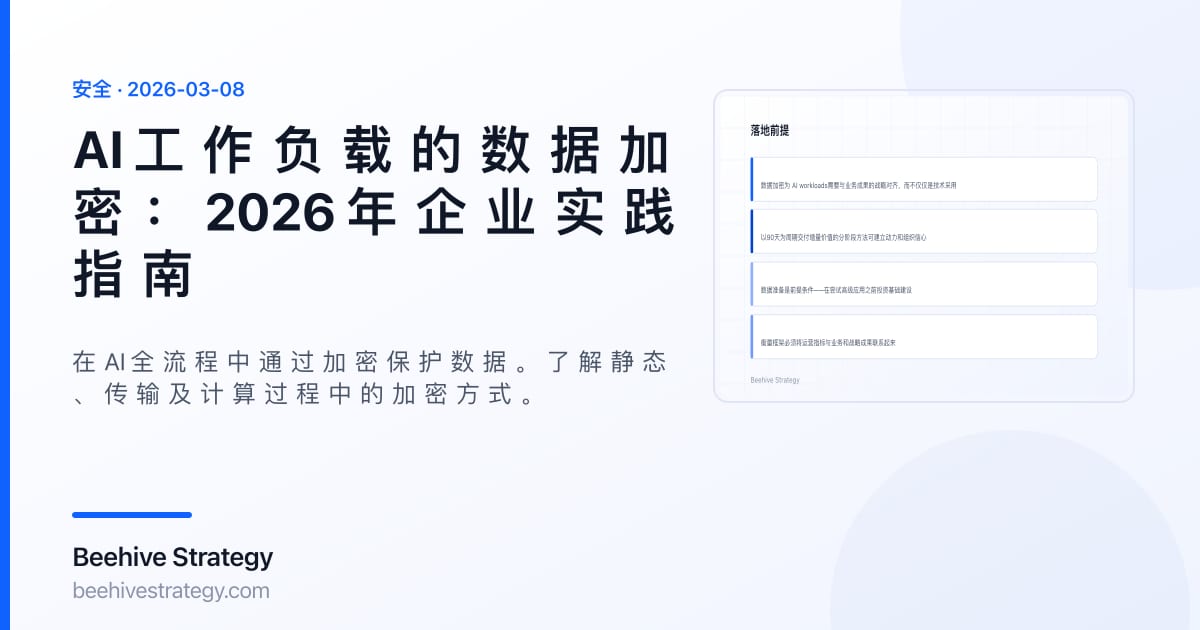 安全 · 2026-03-08
AI工作负载的数据加
密：2026年企业实践
指南
在 AI全流程中通过加密保护数据。了解静态
、传输及计算过程中的加密方式。
Beehive Strategy
beehivestrategy.com
落地前提
数据加密为 AI workloads需要与业务成果的战略对齐，而不仅仅是技术采用
以90天为周期交付增量价值的分阶段方法可建立动力和组织信心
数据准备是前提条件——在尝试高级应用之前投资基础建设
衡量框架必须将运营指标与业务和战略成果联系起来
Beehive Strategy